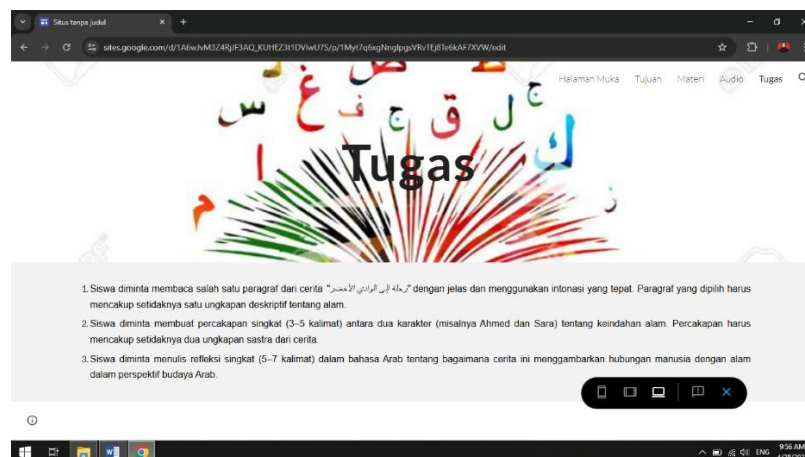 Situs tanpa judul
sites.google.com/d/1A6wJvM3Z4Rj/F3AQ_KUHEZ3t1DVIwU7S/p/1Myt7q6xgNnglpgsVRvTEj8Te6kAF7XVW/edit
Halaman Muka Tujuan Materi Audio Tugas
ظ ض
س غ ف ج ق ل ج
ج ك
ا
م ز
Tugas
1. Siswa diminta membaca salah satu paragraf dari cerita "رحلة إلى الوادي الأخضر" dengan jelas dan menggunakan intonasi yang tepat. Paragraf yang dipilih harus
mencakup setidaknya satu ungkapan deskriptif tentang alam.
2. Siswa diminta membuat percakapan singkat (3–5 kalimat) antara dua karakter (misalnya Ahmed dan Sara) tentang keindahan alam. Percakapan harus
mencakup setidaknya dua ungkapan sastra dari cerita.
3. Siswa diminta menulis refleksi singkat (5–7 kalimat) dalam bahasa Arab tentang bagaimana cerita ini menggambarkan hubungan manusia dengan alam
dalam perspektif budaya Arab.
ENG
9:56 AM